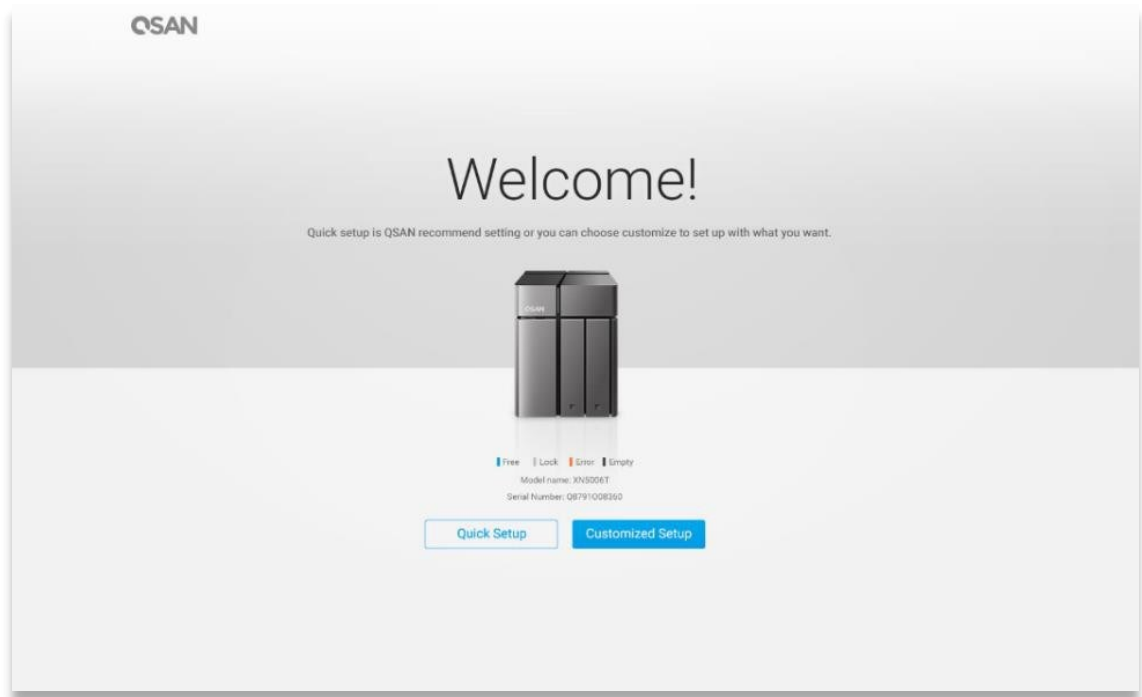 QSAN
Welcome!
Quick setup is QSAN recommend setting or you can choose customize to set up with what you want.
QSAN
Free Lock Error Empty
Model name: XN5006T
Serial Number: Q8791O08360
Quick Setup Customized Setup